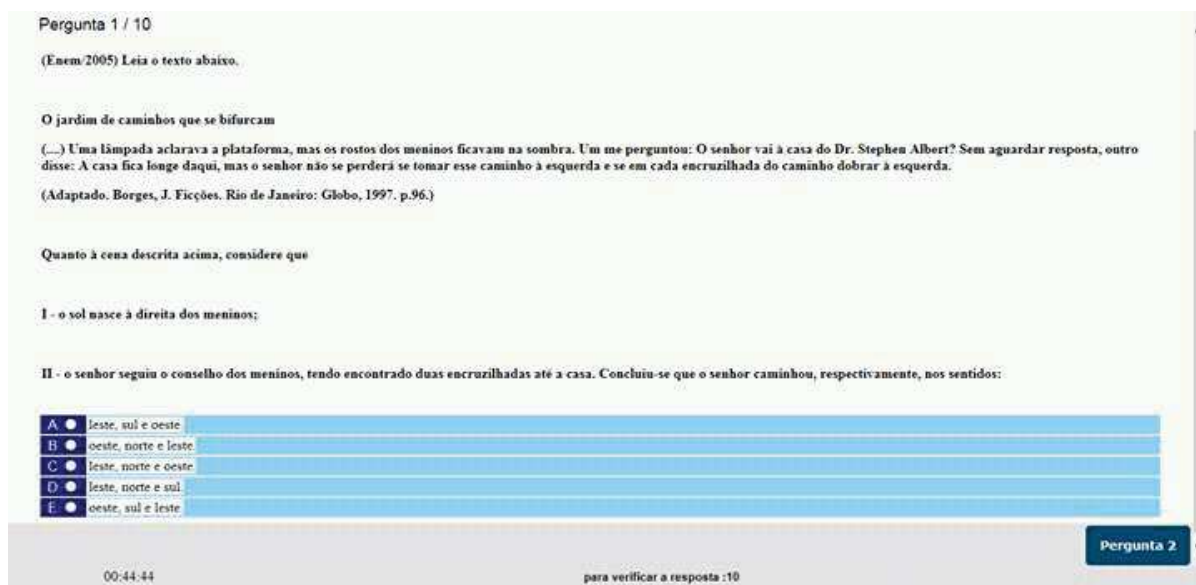 Pergunta 1 / 10
(Enem/2005) Leia o texto abaixo.
O jardim de caminhos que se bifurcam
(....) Uma lâmpada aclarava a plataforma, mas os rostos dos meninos ficavam na sombra. Um me perguntou: O senhor vai à casa do Dr. Stephen Albert? Sem aguardar resposta, outro
disse: A casa fica longe daqui, mas o senhor não se perderá se tomar esse caminho à esquerda e se em cada encruzilhada do caminho dobrar à esquerda.
(Adaptado. Borges, J. Ficções. Rio de Janeiro: Globo, 1997. p.96.)
Quanto à cena descrita acima, considere que
I - o sol nasce à direita dos meninos;
II - o senhor seguiu o conselho dos meninos, tendo encontrado duas encruzilhadas até a casa. Concluiu-se que o senhor caminhou, respectivamente, nos sentidos:
A leste, sul e oeste.
B oeste, norte e leste.
C leste, norte e oeste.
D leste, norte e sul.
E oeste, sul e leste.
Pergunta 2
00:44:44 para verificar a resposta :10